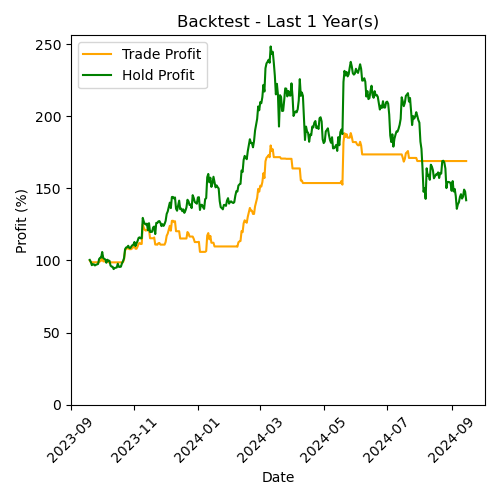 Backtest - Last 1 Year(s)
Trade Profit
Hold Profit
Profit (%)
250
200
150
100
50
0
2023-09
2023-11
2024-01
2024-03
2024-05
2024-07
2024-09
Date